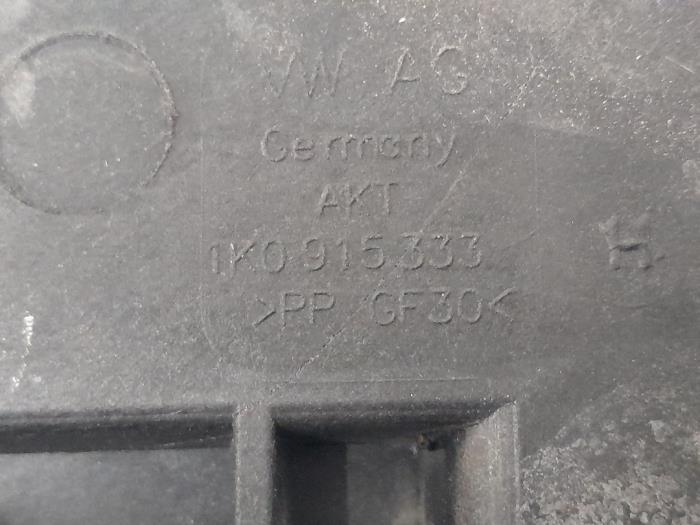 VW AG
Germany
AKT
1K0 915 333
>PP GF30<